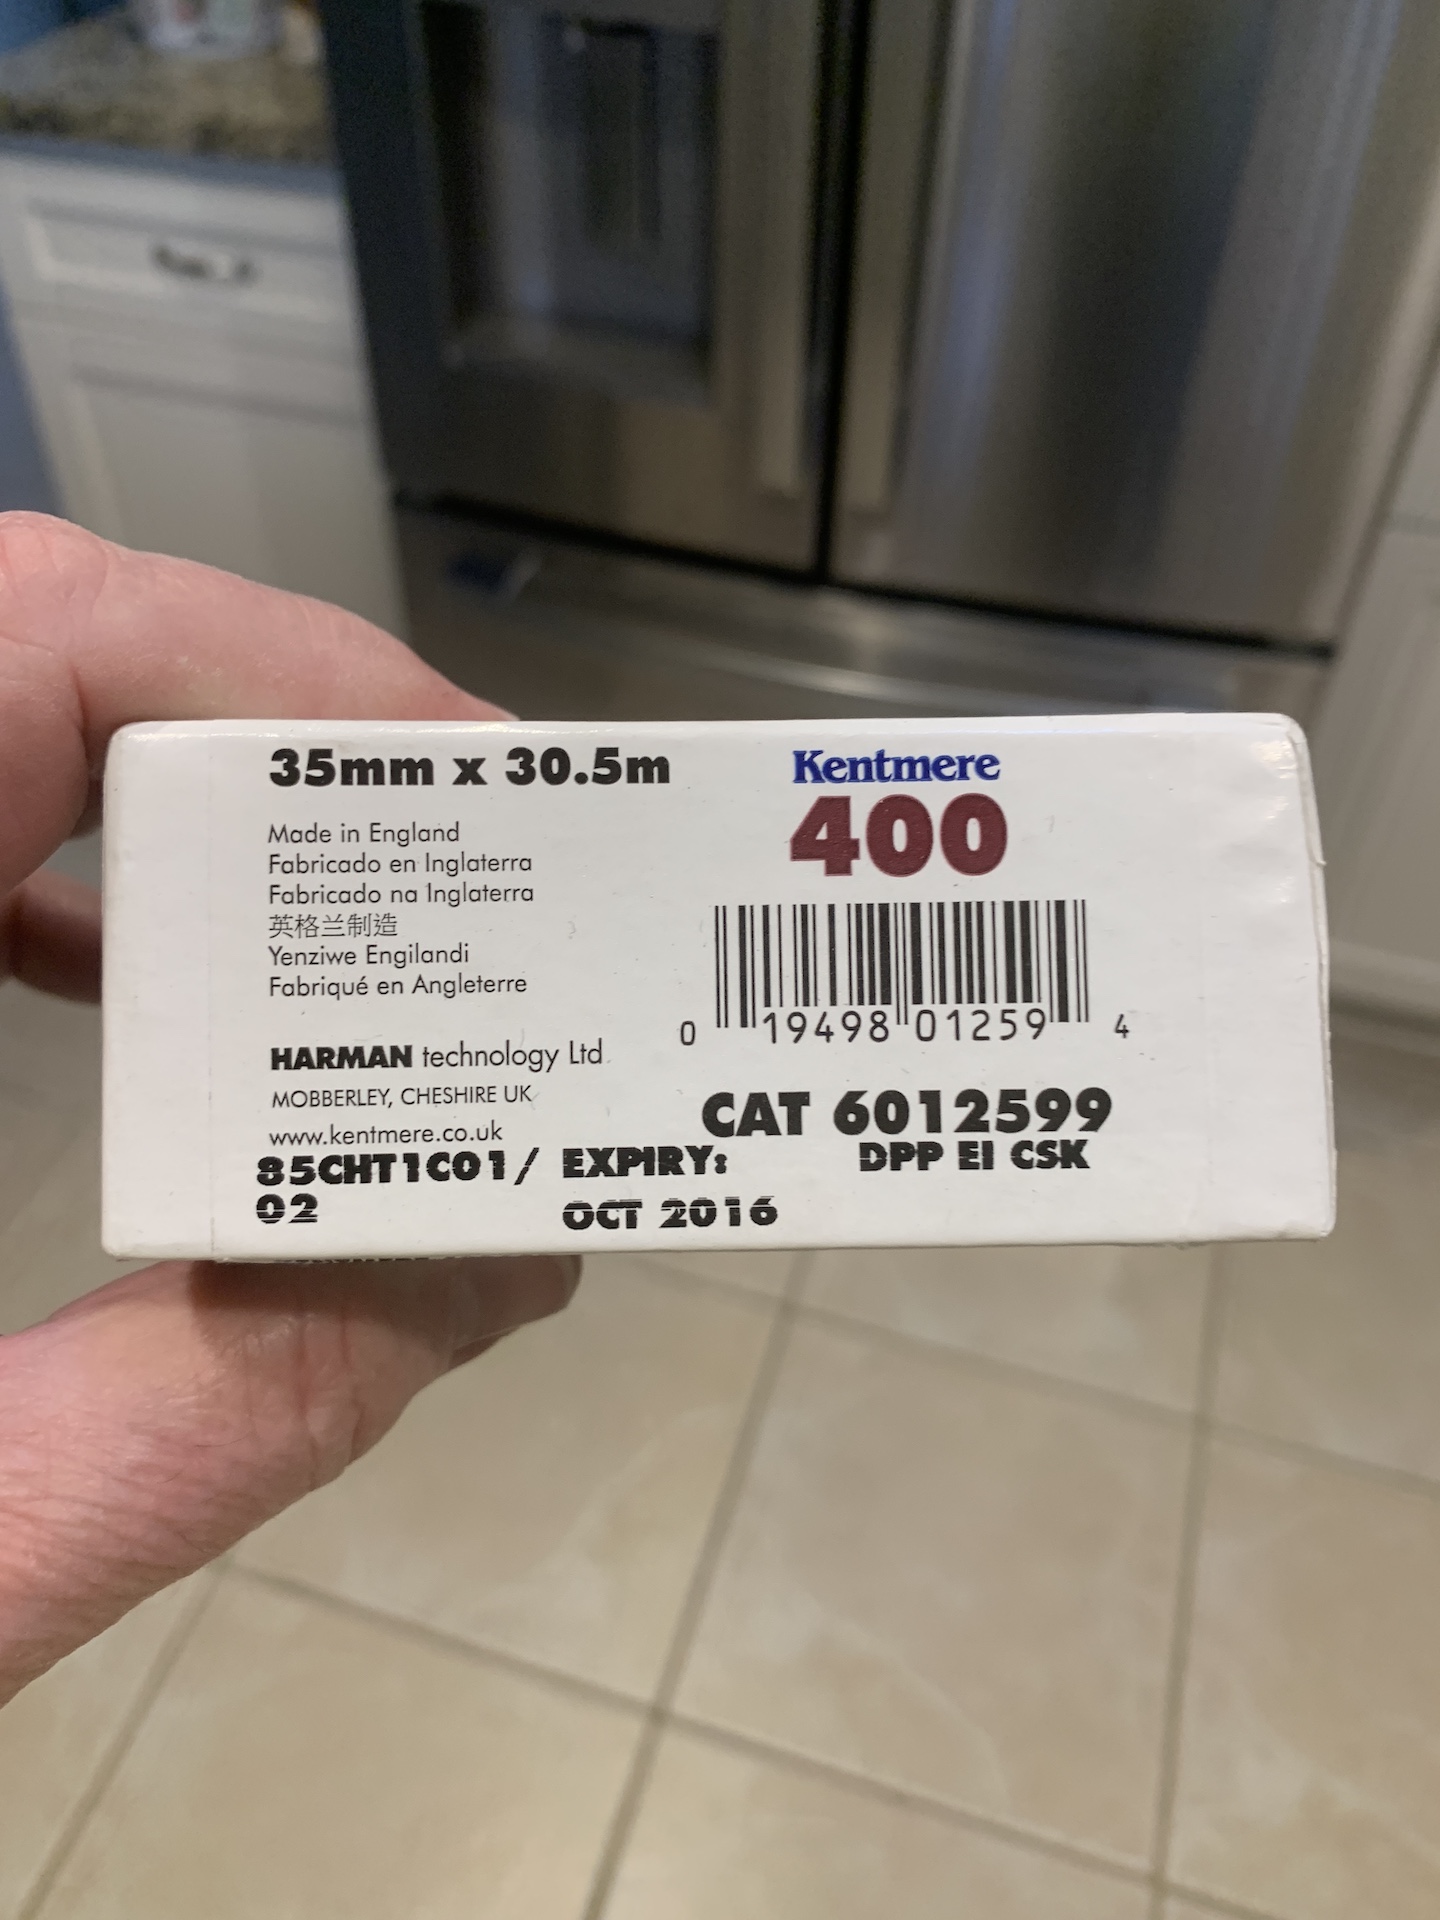 35mm x 30.5m
Made in England
Fabricado en Inglaterra
Fabricado na Inglaterra
英格兰制造
Yenziwe Engilandi
Fabriqué en Angleterre
HARMAN technology Ltd.
MOBBERLEY, CHESHIRE UK
www.kentmere.co.uk
85CHT1C01/
02
EXPIRY:
OCT 2016
Kentmere
400
0 19498 01259 4
CAT 6012599
DPP EI CSK